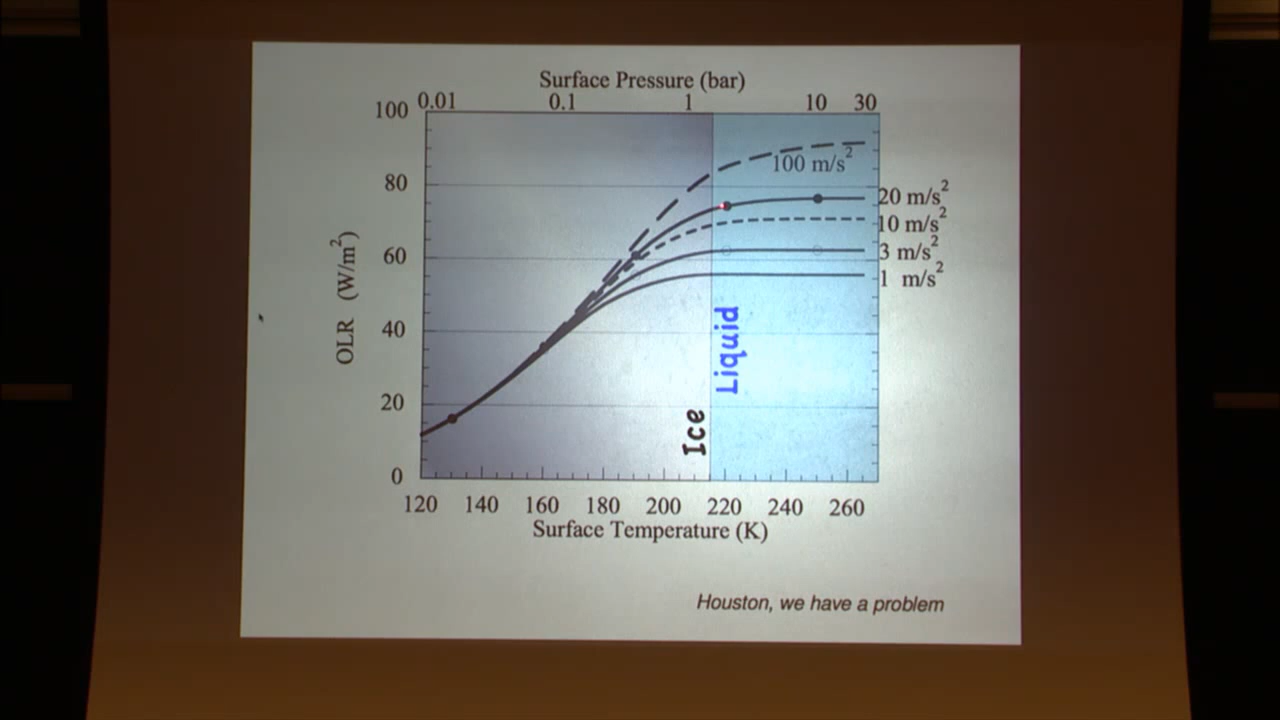 Surface Pressure (bar)
0.01 0.1 1 10 30
100
80
60
40
20
0
OLR (W/m²)
100 m/s²
20 m/s²
10 m/s²
3 m/s²
1 m/s²
Ice
Liquid
120 140 160 180 200 220 240 260
Surface Temperature (K)
Houston, we have a problem